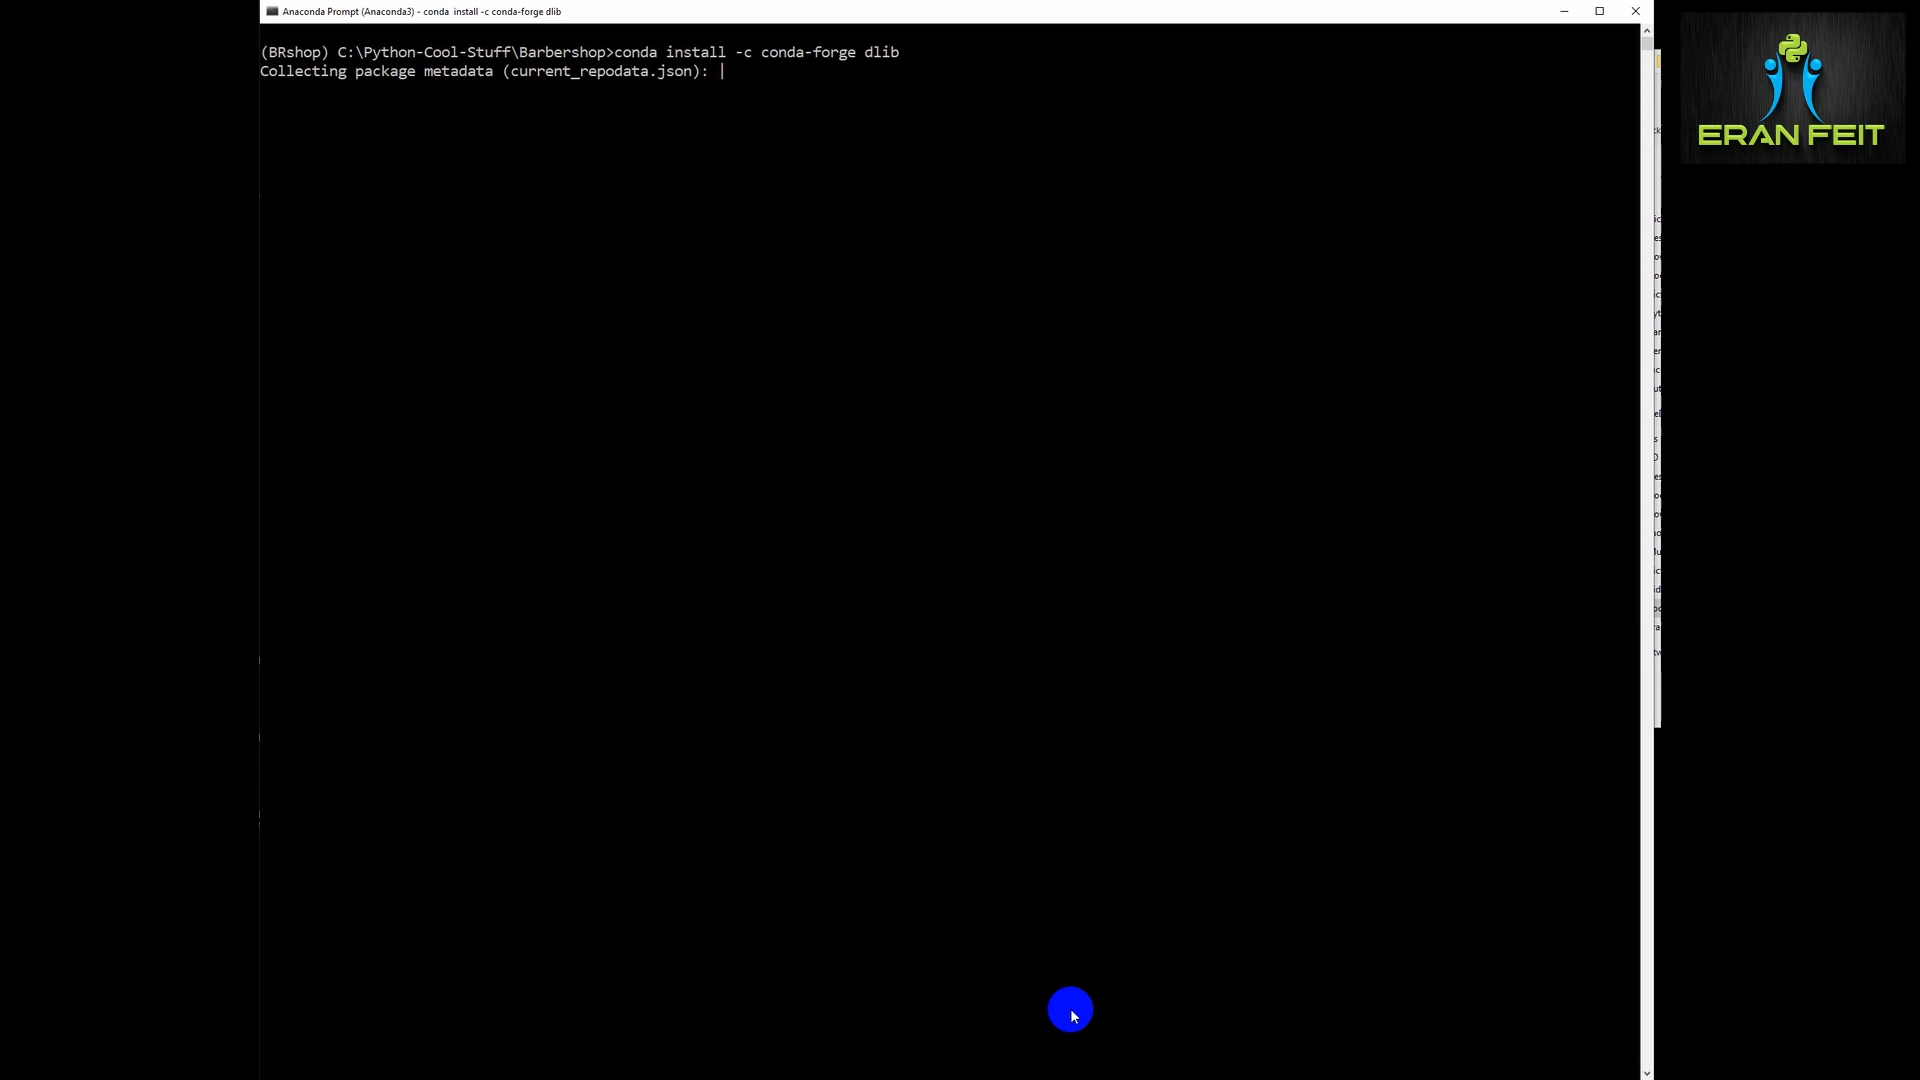 Anaconda Prompt (Anaconda3) - conda  install -c conda-forge dlib
(BRshop) C:\Python-Cool-Stuff\Barbershop>conda install -c conda-forge dlib
Collecting package metadata (current_repodata.json): |
ERAN FEIT